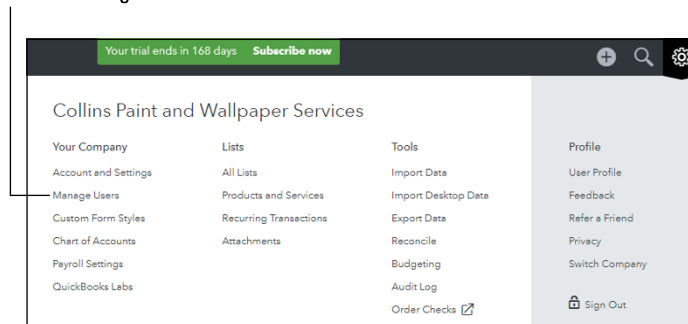 Your trial ends in 168 days Subscribe now
Collins Paint and Wallpaper Services
Your Company
Account and Settings
Manage Users
Custom Form Styles
Chart of Accounts
Payroll Settings
QuickBooks Labs
Lists
All Lists
Products and Services
Recurring Transactions
Attachments
Tools
Import Data
Import Desktop Data
Export Data
Reconcile
Budgeting
Audit Log
Order Checks
Profile
User Profile
Feedback
Refer a Friend
Privacy
Switch Company
Sign Out